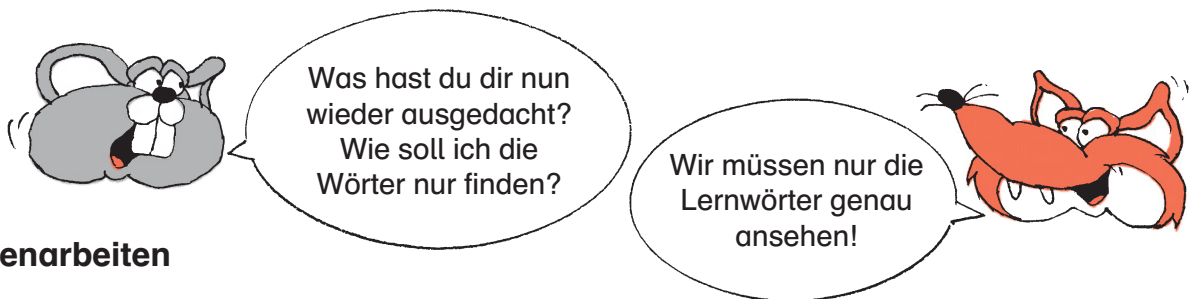 Was hast du dir nun
wieder ausgedacht?
Wie soll ich die
Wörter nur finden?
Wir müssen nur die
Lernwörter genau
ansehen!
enarbeiten